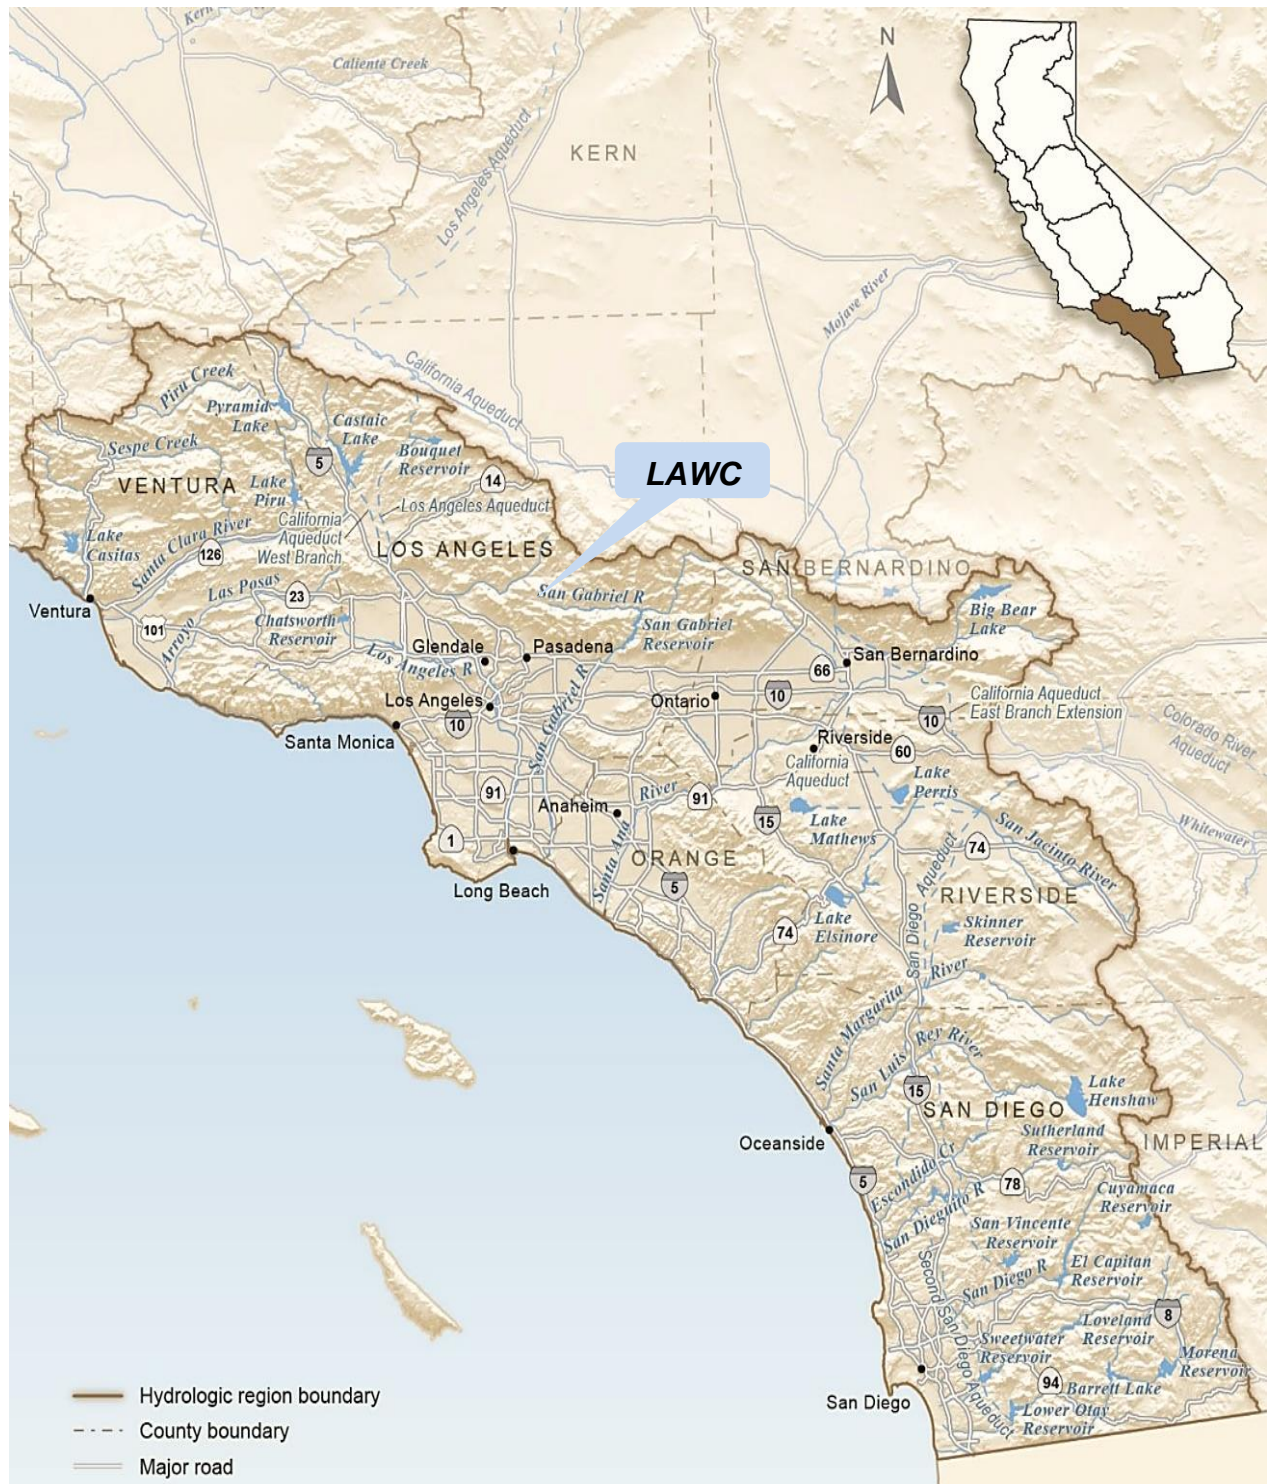 Kern
Caliente Creek
N
Los Angeles Aqueduct
KERN
Mojave River
California Aqueduct
Piru Creek
Pyramid
Lake
Castaic
Lake
Sespe Creek
5
Bouquet
Reservoir
LAWC
VENTURA
Lake
Piru
14
Los Angeles Aqueduct
California
Aqueduct
West Branch
Lake
Casitas
Santa Clara River
126
LOS ANGELES
SAN BERNARDINO
Las Posas
Arroyo
23
San Gabriel R
Big Bear
Lake
Ventura
101
Chatsworth
Reservoir
San Gabriel
Reservoir
Glendale
Pasadena
San Bernardino
Los Angeles R
66
Los Angeles
San Gabriel R
Ontario
10
California Aqueduct
East Branch Extension
10
10
Colorado River
Aqueduct
Santa Monica
Riverside
60
California
Aqueduct
91
Anaheim
Santa Ana
River
91
Lake
Perris
Lake
Mathews
15
1
San Jacinto River
Whitewater
74
ORANGE
5
Long Beach
RIVERSIDE
Lake
Elsinore
74
Skinner
Reservoir
San Diego
Aqueduct
Santa Margarita
River
San Luis
Rey River
15
Lake
Henshaw
SAN DIEGO
Sutherland
Reservoir
IMPERIAL
Oceanside
5
Escondido Cr
78
Cuyamaca
Reservoir
San Dieguito R
San Vincente
Reservoir
El Capitan
Reservoir
San Diego R
Second San Diego Aqueduct
8
Loveland
Reservoir
Sweetwater
Reservoir
Morena
Reservoir
94
Barrett Lake
San Diego
Lower Otay
Reservoir
Hydrologic region boundary
County boundary
Major road